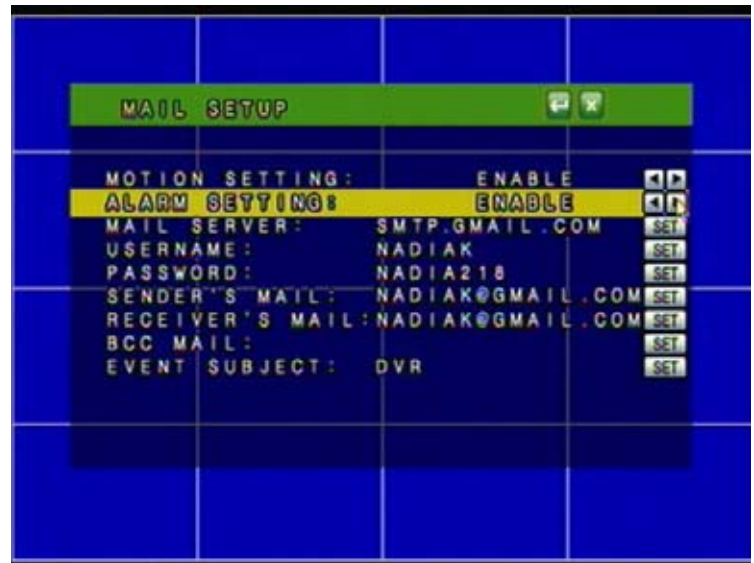 MAIL SETUP
MOTION SETTING: ENABLE
ALARM SETTING: ENABLE
MAIL SERVER: SMTP.GMAIL.COM SET
USERNAME: NADIAK SET
PASSWORD: NADIA218 SET
SENDER'S MAIL: NADIAK@GMAIL.COM SET
RECEIVER'S MAIL:NADIAK@GMAIL.COM SET
BCC MAIL: SET
EVENT SUBJECT: DVR SET